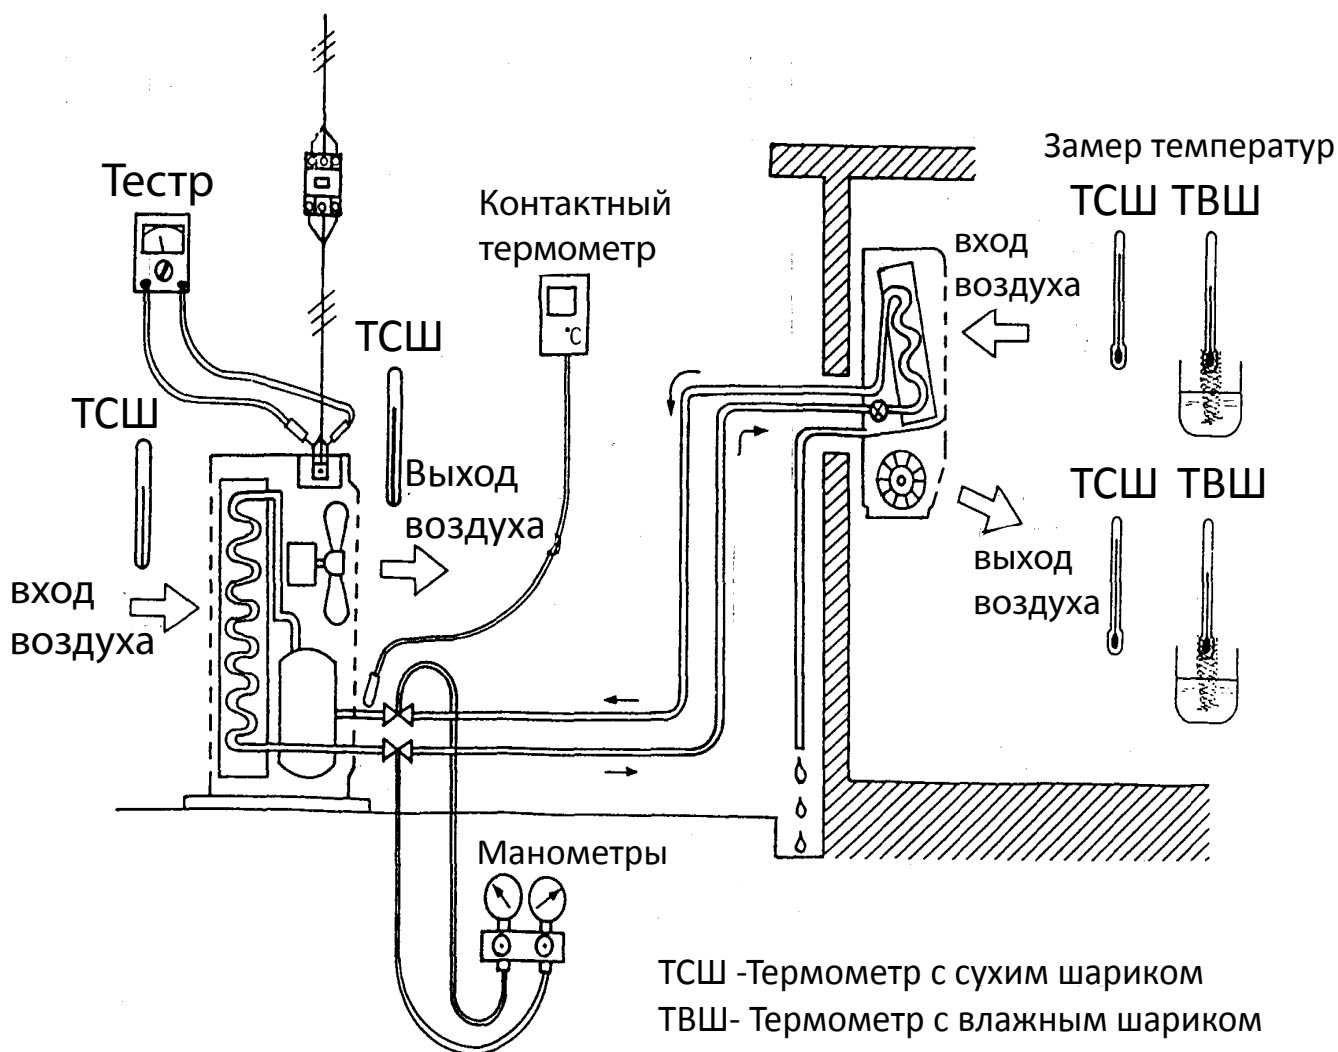 Замер температур
ТСШ ТВШ
Тестр
Контактный
термометр
вход
воздуха
°C
ТСШ
ТСШ
Выход
воздуха
ТСШ ТВШ
выход
воздуха
вход
воздуха
Манометры
ТСШ -Термометр с сухим шариком
ТВШ- Термометр с влажным шариком